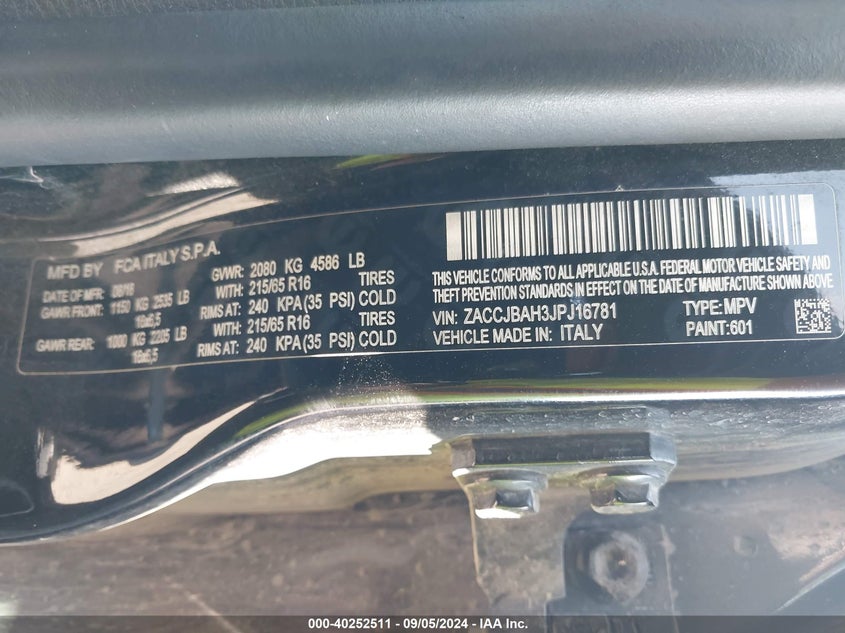 MFD BY FCA ITALY S.P.A.
DATE OF MFR GVWR: 2080 KG 4586 LB
GAWR FRONT: 1150 KG 2535 LB WITH: 215/65 R16 TIRES
16x6.5 RIMS AT: 240 KPA (35 PSI) COLD
GAWR REAR: 1000 KG 2205 LB WITH: 215/65 R16 TIRES
16x6.5 RIMS AT: 240 KPA (35 PSI) COLD
THIS VEHICLE CONFORMS TO ALL APPLICABLE U.S.A. FEDERAL MOTOR VEHICLE SAFETY AND
THEFT PREVENTION STANDARDS IN EFFECT ON THE DATE OF MANUFACTURE SHOWN ABOVE
VIN: ZACCJBAH3JPJ16781 TYPE: MPV
VEHICLE MADE IN: ITALY PAINT:601
000-40252511 - 09/05/2024 - IAA Inc.